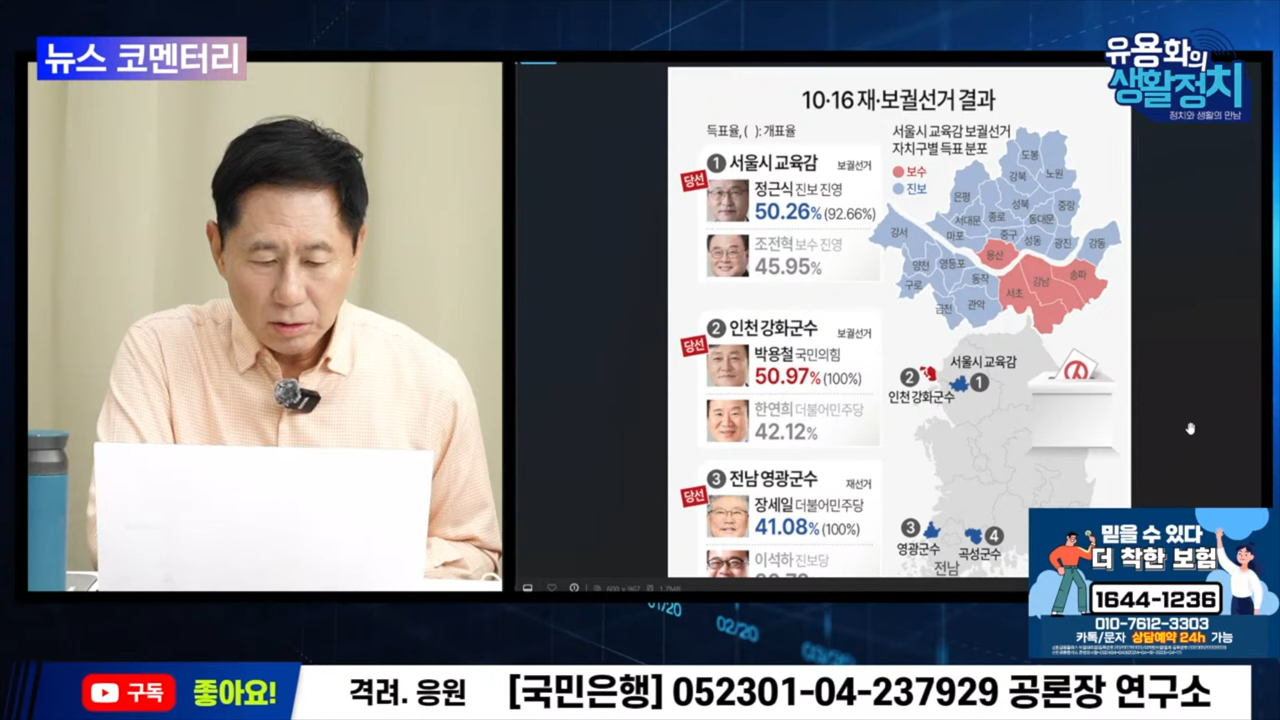 뉴스 코멘터리
유용화의
생활정치
정치와 생활의 만남
10·16 재·보궐선거 결과
득표율, ( ): 개표율
1 서울시 교육감 보궐선거
당선
정근식 진보 진영
50.26% (92.66%)
조전혁 보수 진영
45.95%
2 인천 강화군수 보궐선거
당선
박용철 국민의힘
50.97% (100%)
한연희 더불어민주당
42.12%
3 전남 영광군수 재선거
당선
장세일 더불어민주당
41.08% (100%)
이석하 진보당
서울시 교육감 보궐선거
자치구별 득표 분포
보수
진보
도봉
강북
노원
은평
성북
중랑
서대문
종로
동대문
강서
마포
중구
성동
광진
강동
용산
양천
영등포
동작
송파
강남
서초
구로
금천
관악
서울시 교육감
2
1
인천 강화군수
3
4
영광군수
곡성군수
전남
01/20
02/20
믿을 수 있다
더 착한 보험
1644-1236
010-7612-3303
카톡/문자 상담예약 24h 가능
구독
좋아요!
격려. 응원 [국민은행] 052301-04-237929 공론장 연구소